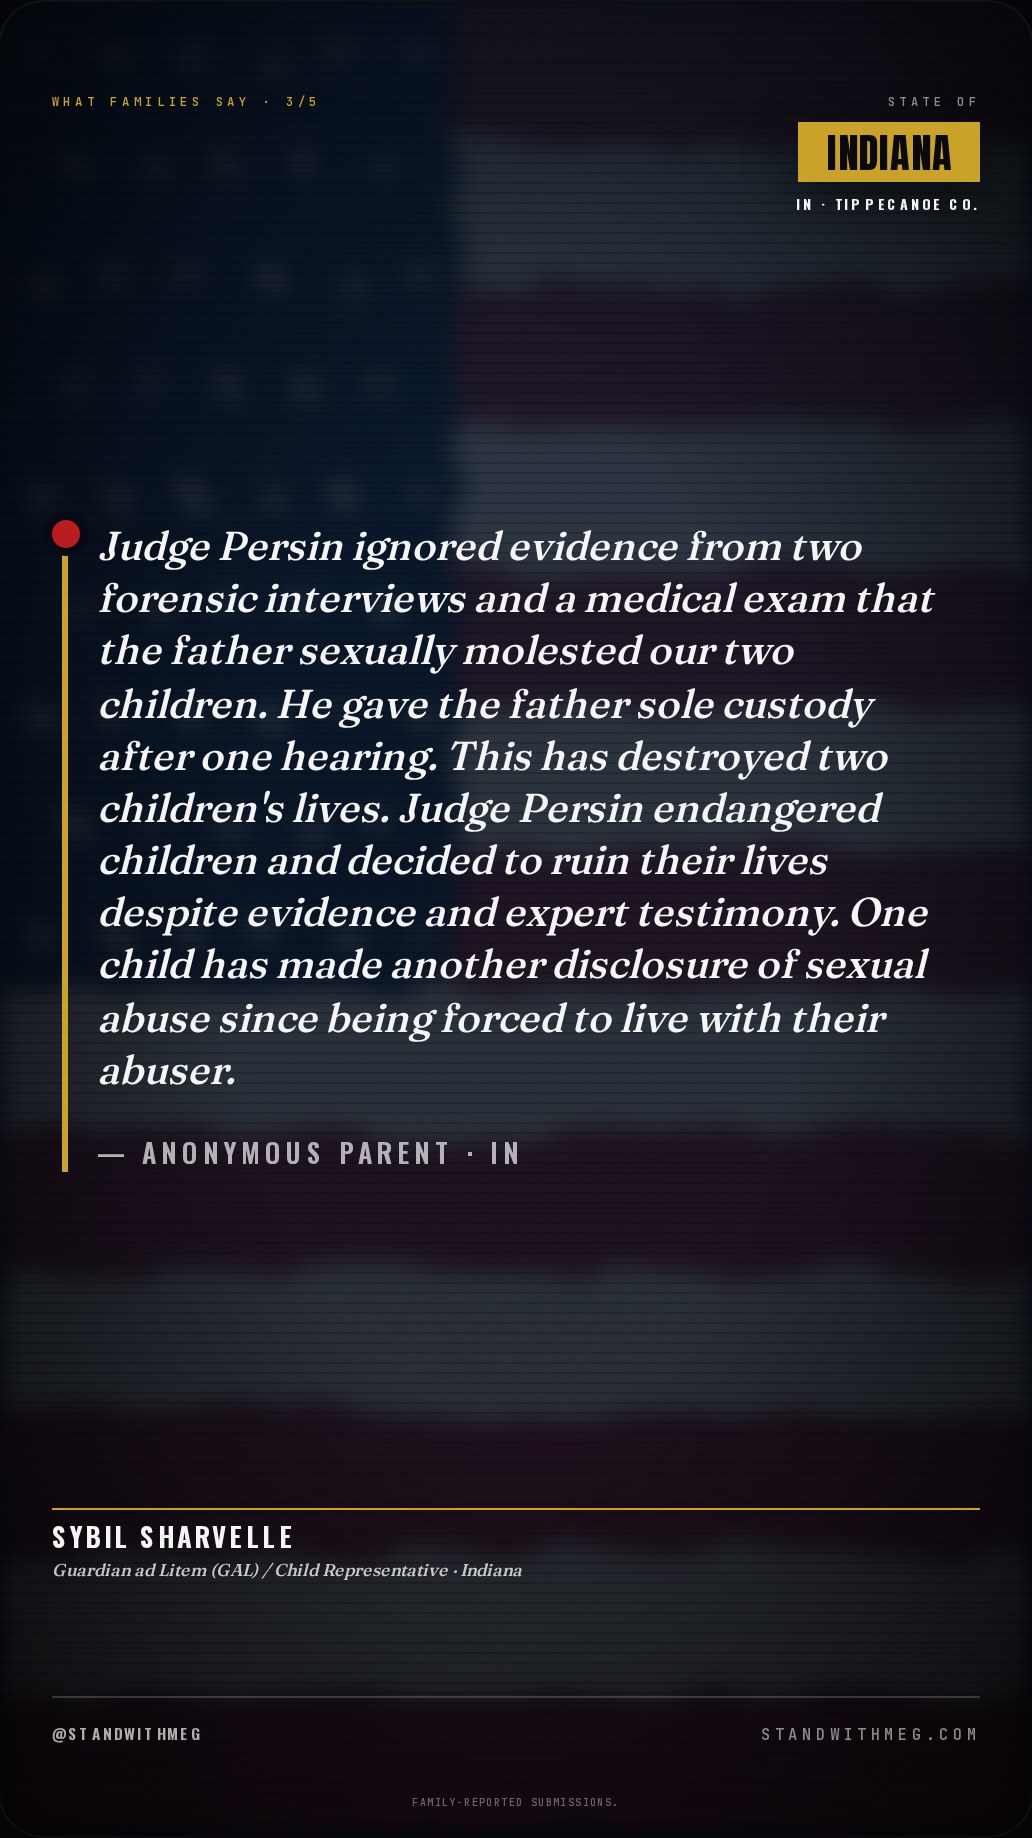 WHAT FAMILIES SAY · 3/5
STATE OF
INDIANA
IN · TIPPECANOE CO.
Judge Persin ignored evidence from two
forensic interviews and a medical exam that
the father sexually molested our two
children. He gave the father sole custody
after one hearing. This has destroyed two
children's lives. Judge Persin endangered
children and decided to ruin their lives
despite evidence and expert testimony. One
child has made another disclosure of sexual
abuse since being forced to live with their
abuser.
— ANONYMOUS PARENT · IN
SYBIL SHARVELLE
Guardian ad Litem (GAL) / Child Representative · Indiana
@STANDWITHMEG
STANDWITHMEG.COM
FAMILY-REPORTED SUBMISSIONS.